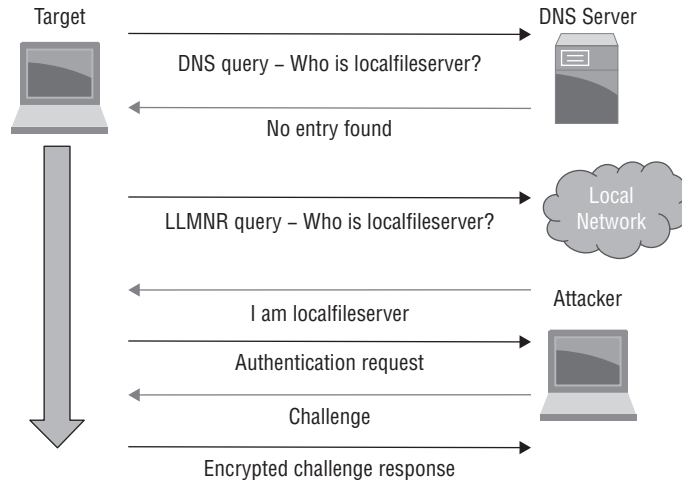 Target
DNS Server
DNS query – Who is localfileserver?
No entry found
LLMNR query – Who is localfileserver?
Local
Network
I am localfileserver
Attacker
Authentication request
Challenge
Encrypted challenge response